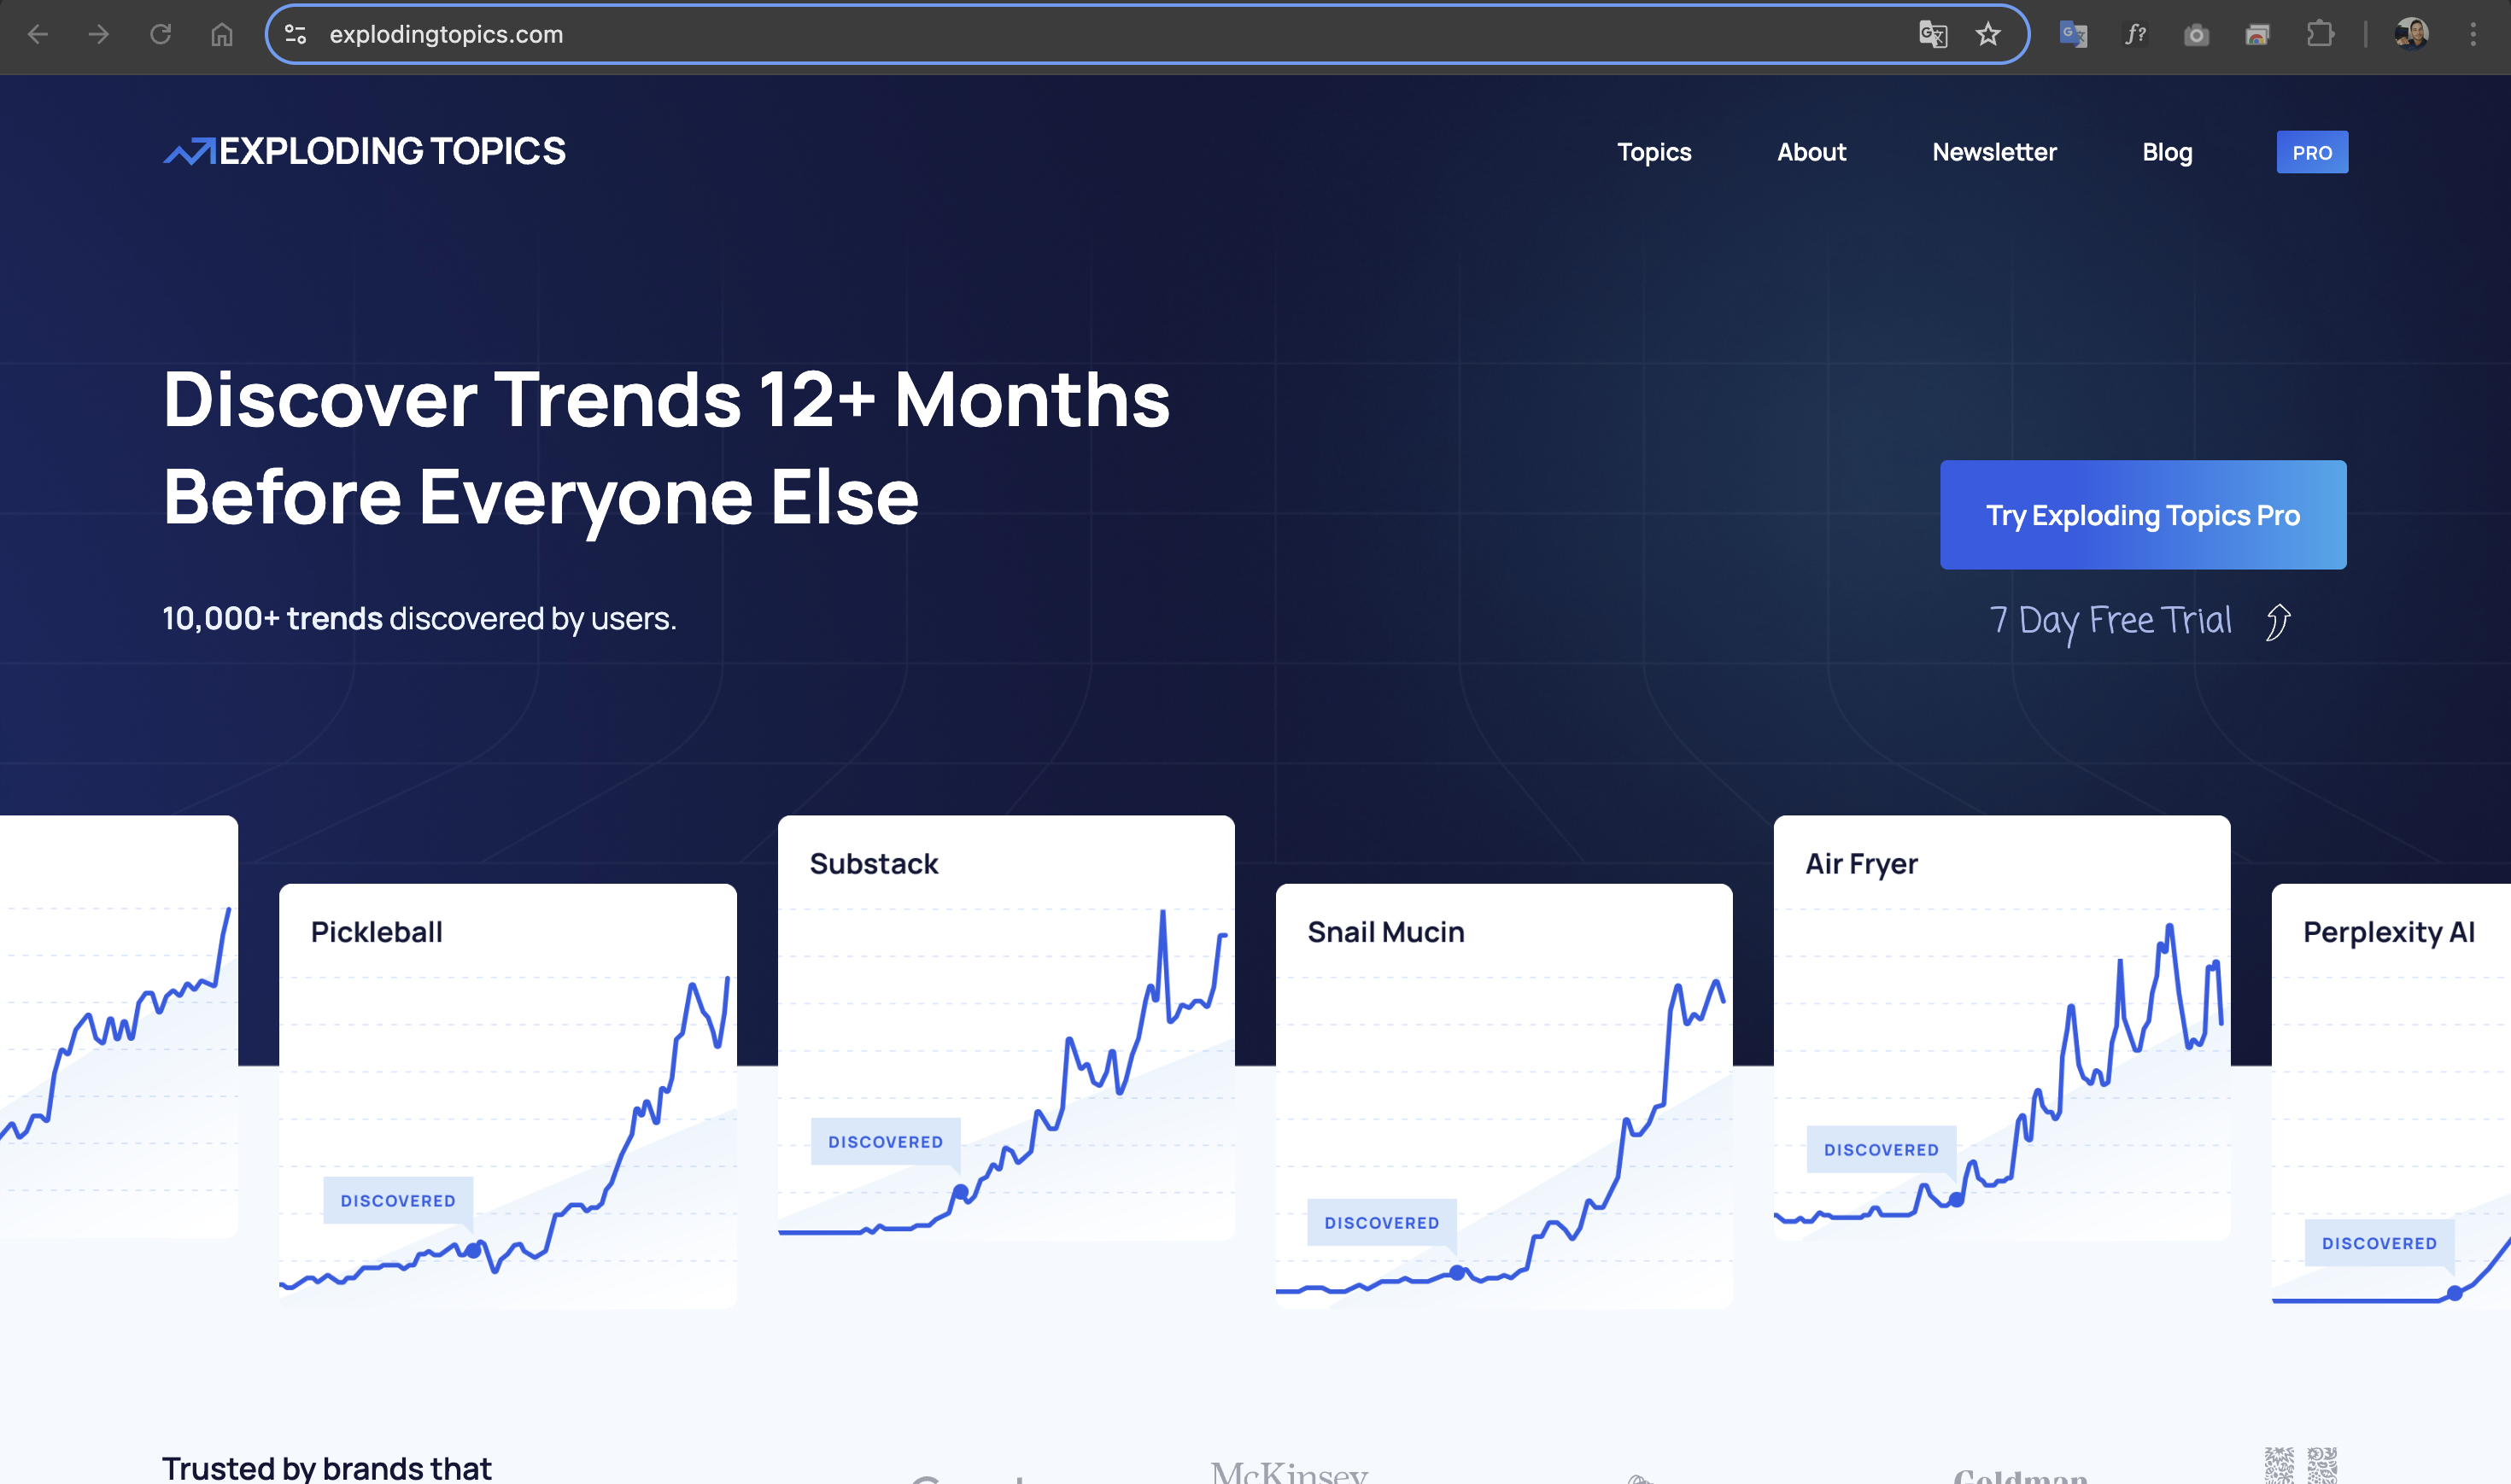 explodingtopics.com
EXPLODING TOPICS
Topics
About
Newsletter
Blog
PRO
Discover Trends 12+ Months
Before Everyone Else
10,000+ trends discovered by users.
Try Exploding Topics Pro
7 Day Free Trial
Pickleball
DISCOVERED
Substack
DISCOVERED
Snail Mucin
DISCOVERED
Air Fryer
DISCOVERED
Perplexity AI
DISCOVERED
Trusted by brands that
McKinsey
Goldman